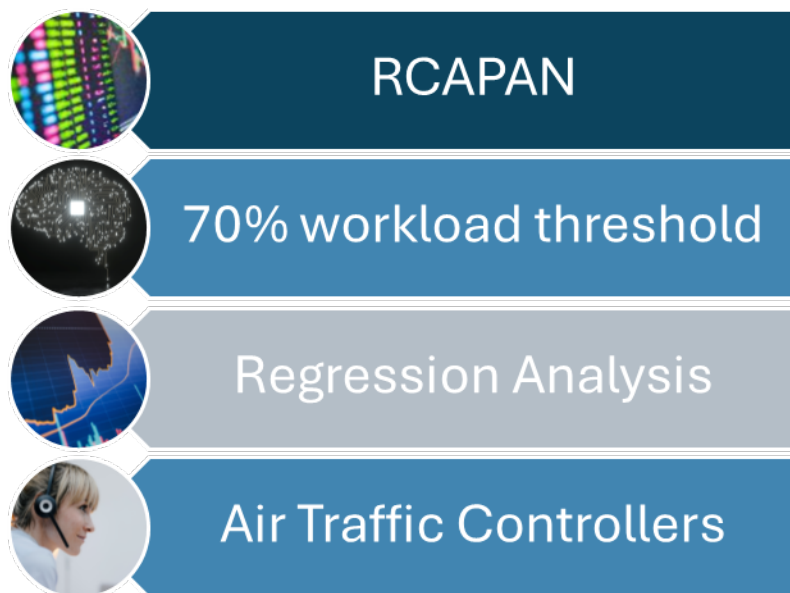 RCAPAN
70% workload threshold
Regression Analysis
Air Traffic Controllers